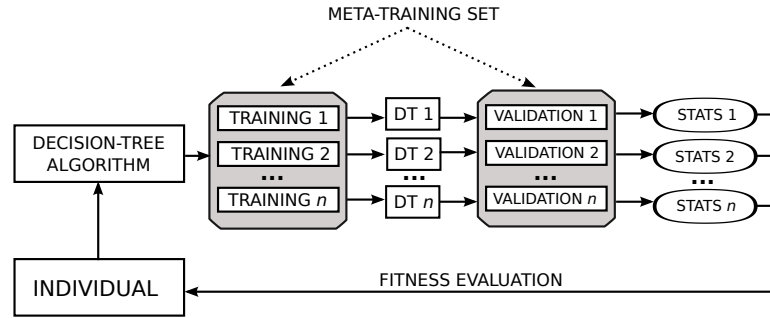 META-TRAINING SET
DECISION-TREE
ALGORITHM
TRAINING 1
DT 1
VALIDATION 1
STATS 1
TRAINING 2
DT 2
VALIDATION 2
STATS 2
...
...
...
...
TRAINING n
DT n
VALIDATION n
STATS n
INDIVIDUAL
FITNESS EVALUATION